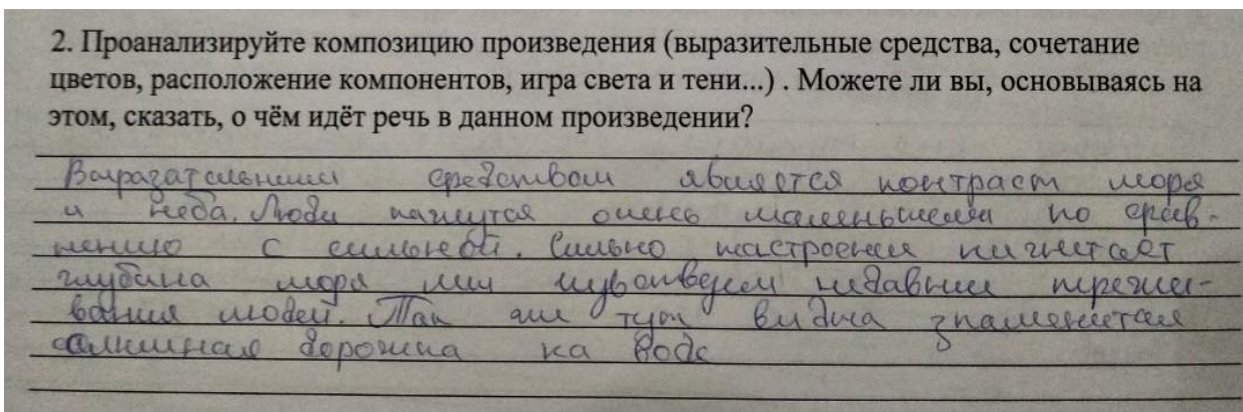 2. Проанализируйте композицию произведения (выразительные средства, сочетание
цветов, расположение компонентов, игра света и тени...) . Можете ли вы, основываясь на
этом, сказать, о чём идёт речь в данном произведении?
Выразательным средством является контраст моря
и неба. Люди кажутся очень маленькими по срав-
нению с . Сильно настроение нагнетает
глубина моря мы чувствуем недавние пережи-
вания людей. Так же тут видна знаменитая
солнечная дорожка на воде